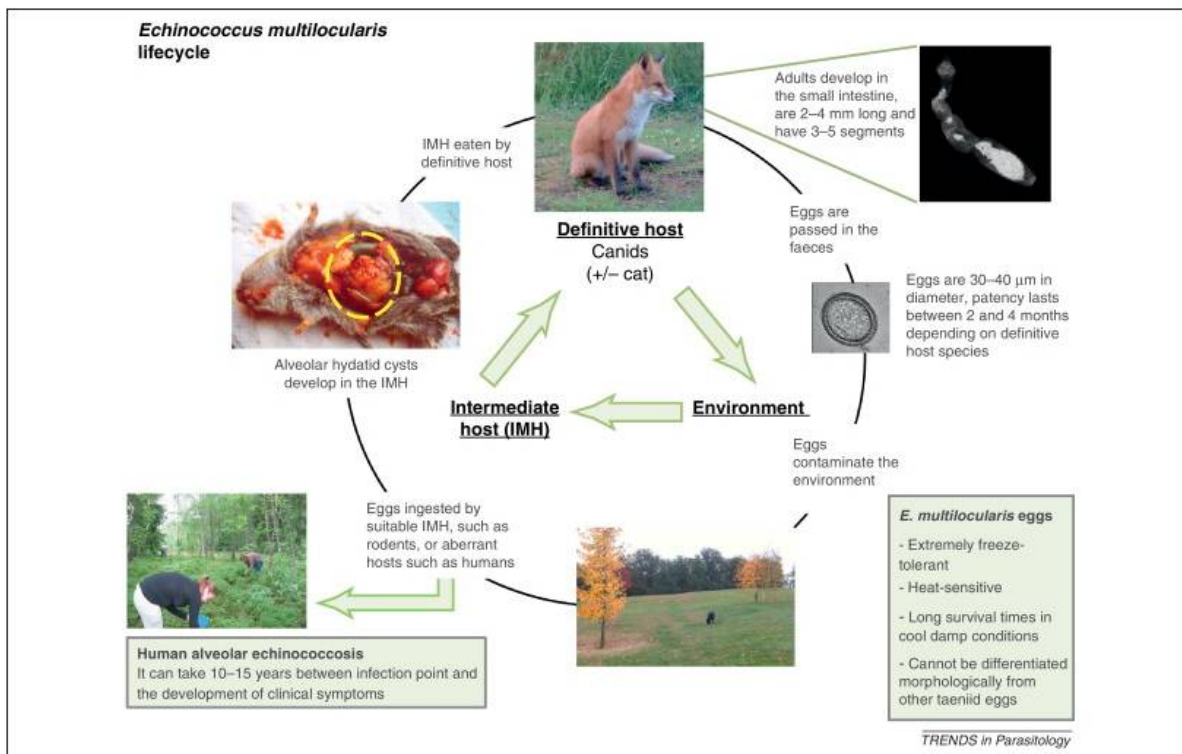 Echinococcus multilocularis
lifecycle
Adults develop in
the small intestine,
are 2–4 mm long and
have 3–5 segments
IMH eaten by
definitive host
Definitive host
Canids
(+/– cat)
Eggs are
passed in the
faeces
Eggs are 30–40 μm in
diameter, patency lasts
between 2 and 4 months
depending on definitive
host species
Alveolar hydatid cysts
develop in the IMH
Intermediate
host (IMH)
Environment
Eggs
contaminate the
environment
Eggs ingested by
suitable IMH, such as
rodents, or aberrant
hosts such as humans
E. multilocularis eggs
- Extremely freeze-
tolerant
- Heat-sensitive
- Long survival times in
cool damp conditions
- Cannot be differentiated
morphologically from
other taeniid eggs
Human alveolar echinococcosis
It can take 10–15 years between infection point and
the development of clinical symptoms
TRENDS in Parasitology